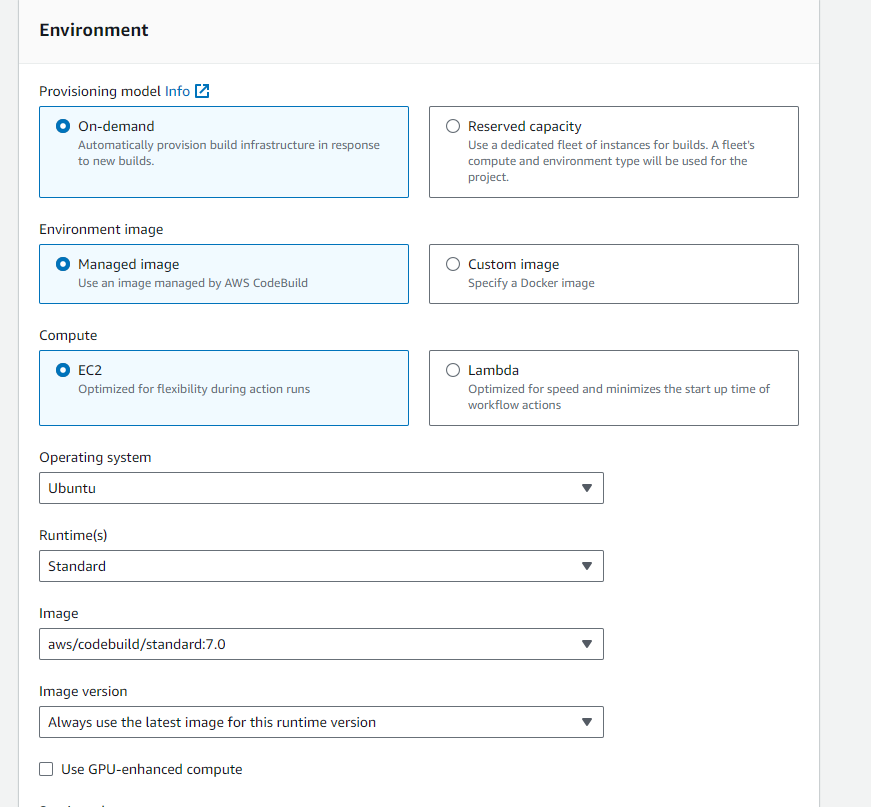 Environment
Provisioning model Info
On-demand
Automatically provision build infrastructure in response
to new builds.
Reserved capacity
Use a dedicated fleet of instances for builds. A fleet's
compute and environment type will be used for the
project.
Environment image
Managed image
Use an image managed by AWS CodeBuild
Custom image
Specify a Docker image
Compute
EC2
Optimized for flexibility during action runs
Lambda
Optimized for speed and minimizes the start up time of
workflow actions
Operating system
Ubuntu
Runtime(s)
Standard
Image
aws/codebuild/standard:7.0
Image version
Always use the latest image for this runtime version
Use GPU-enhanced compute